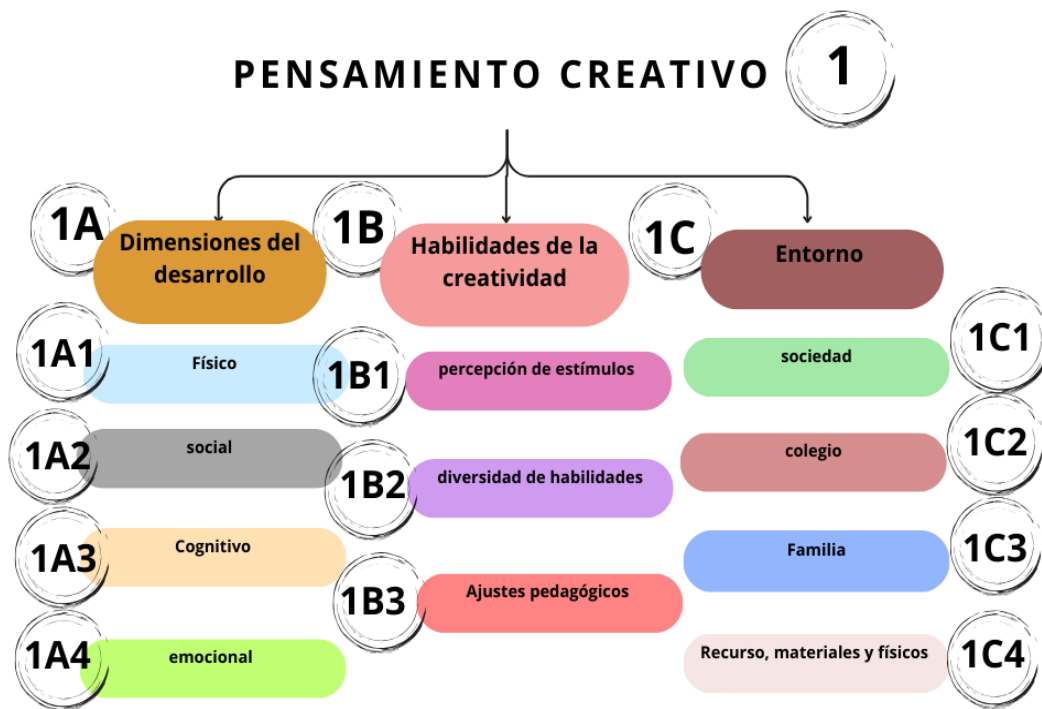 PENSAMIENTO CREATIVO 1
1A
Dimensiones del
desarrollo
1A1
Físico
1A2
social
1A3
Cognitivo
1A4
emocional
1B
Habilidades de la
creatividad
1B1
percepción de estímulos
1B2
diversidad de habilidades
1B3
Ajustes pedagógicos
1C
Entorno
sociedad
1C1
colegio
1C2
Familia
1C3
Recurso, materiales y físicos
1C4